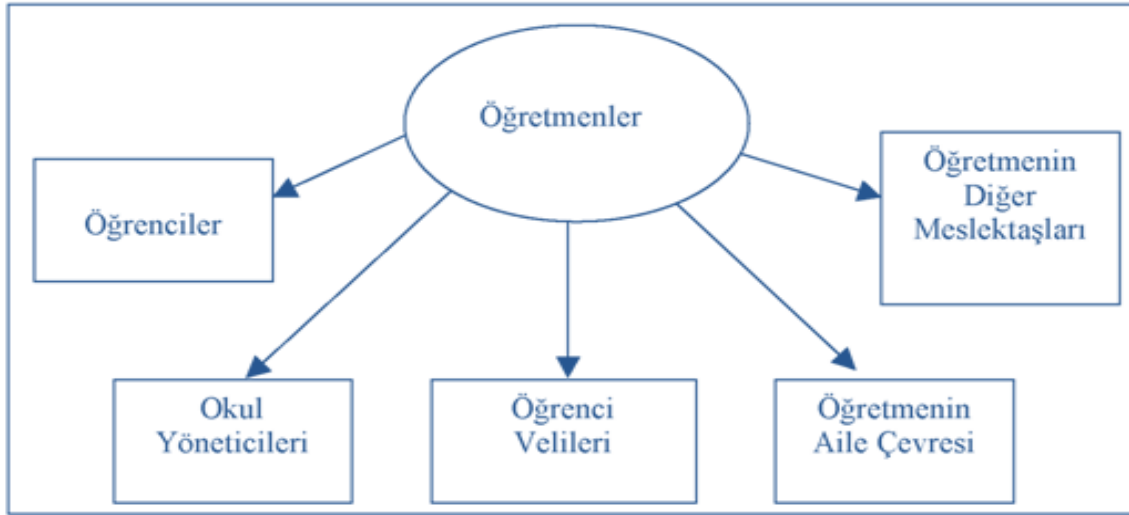 Öğretmenler
Öğrenciler
Öğretmenin
Diğer
Meslektaşları
Okul
Yöneticileri
Öğrenci
Velileri
Öğretmenin
Aile Çevresi